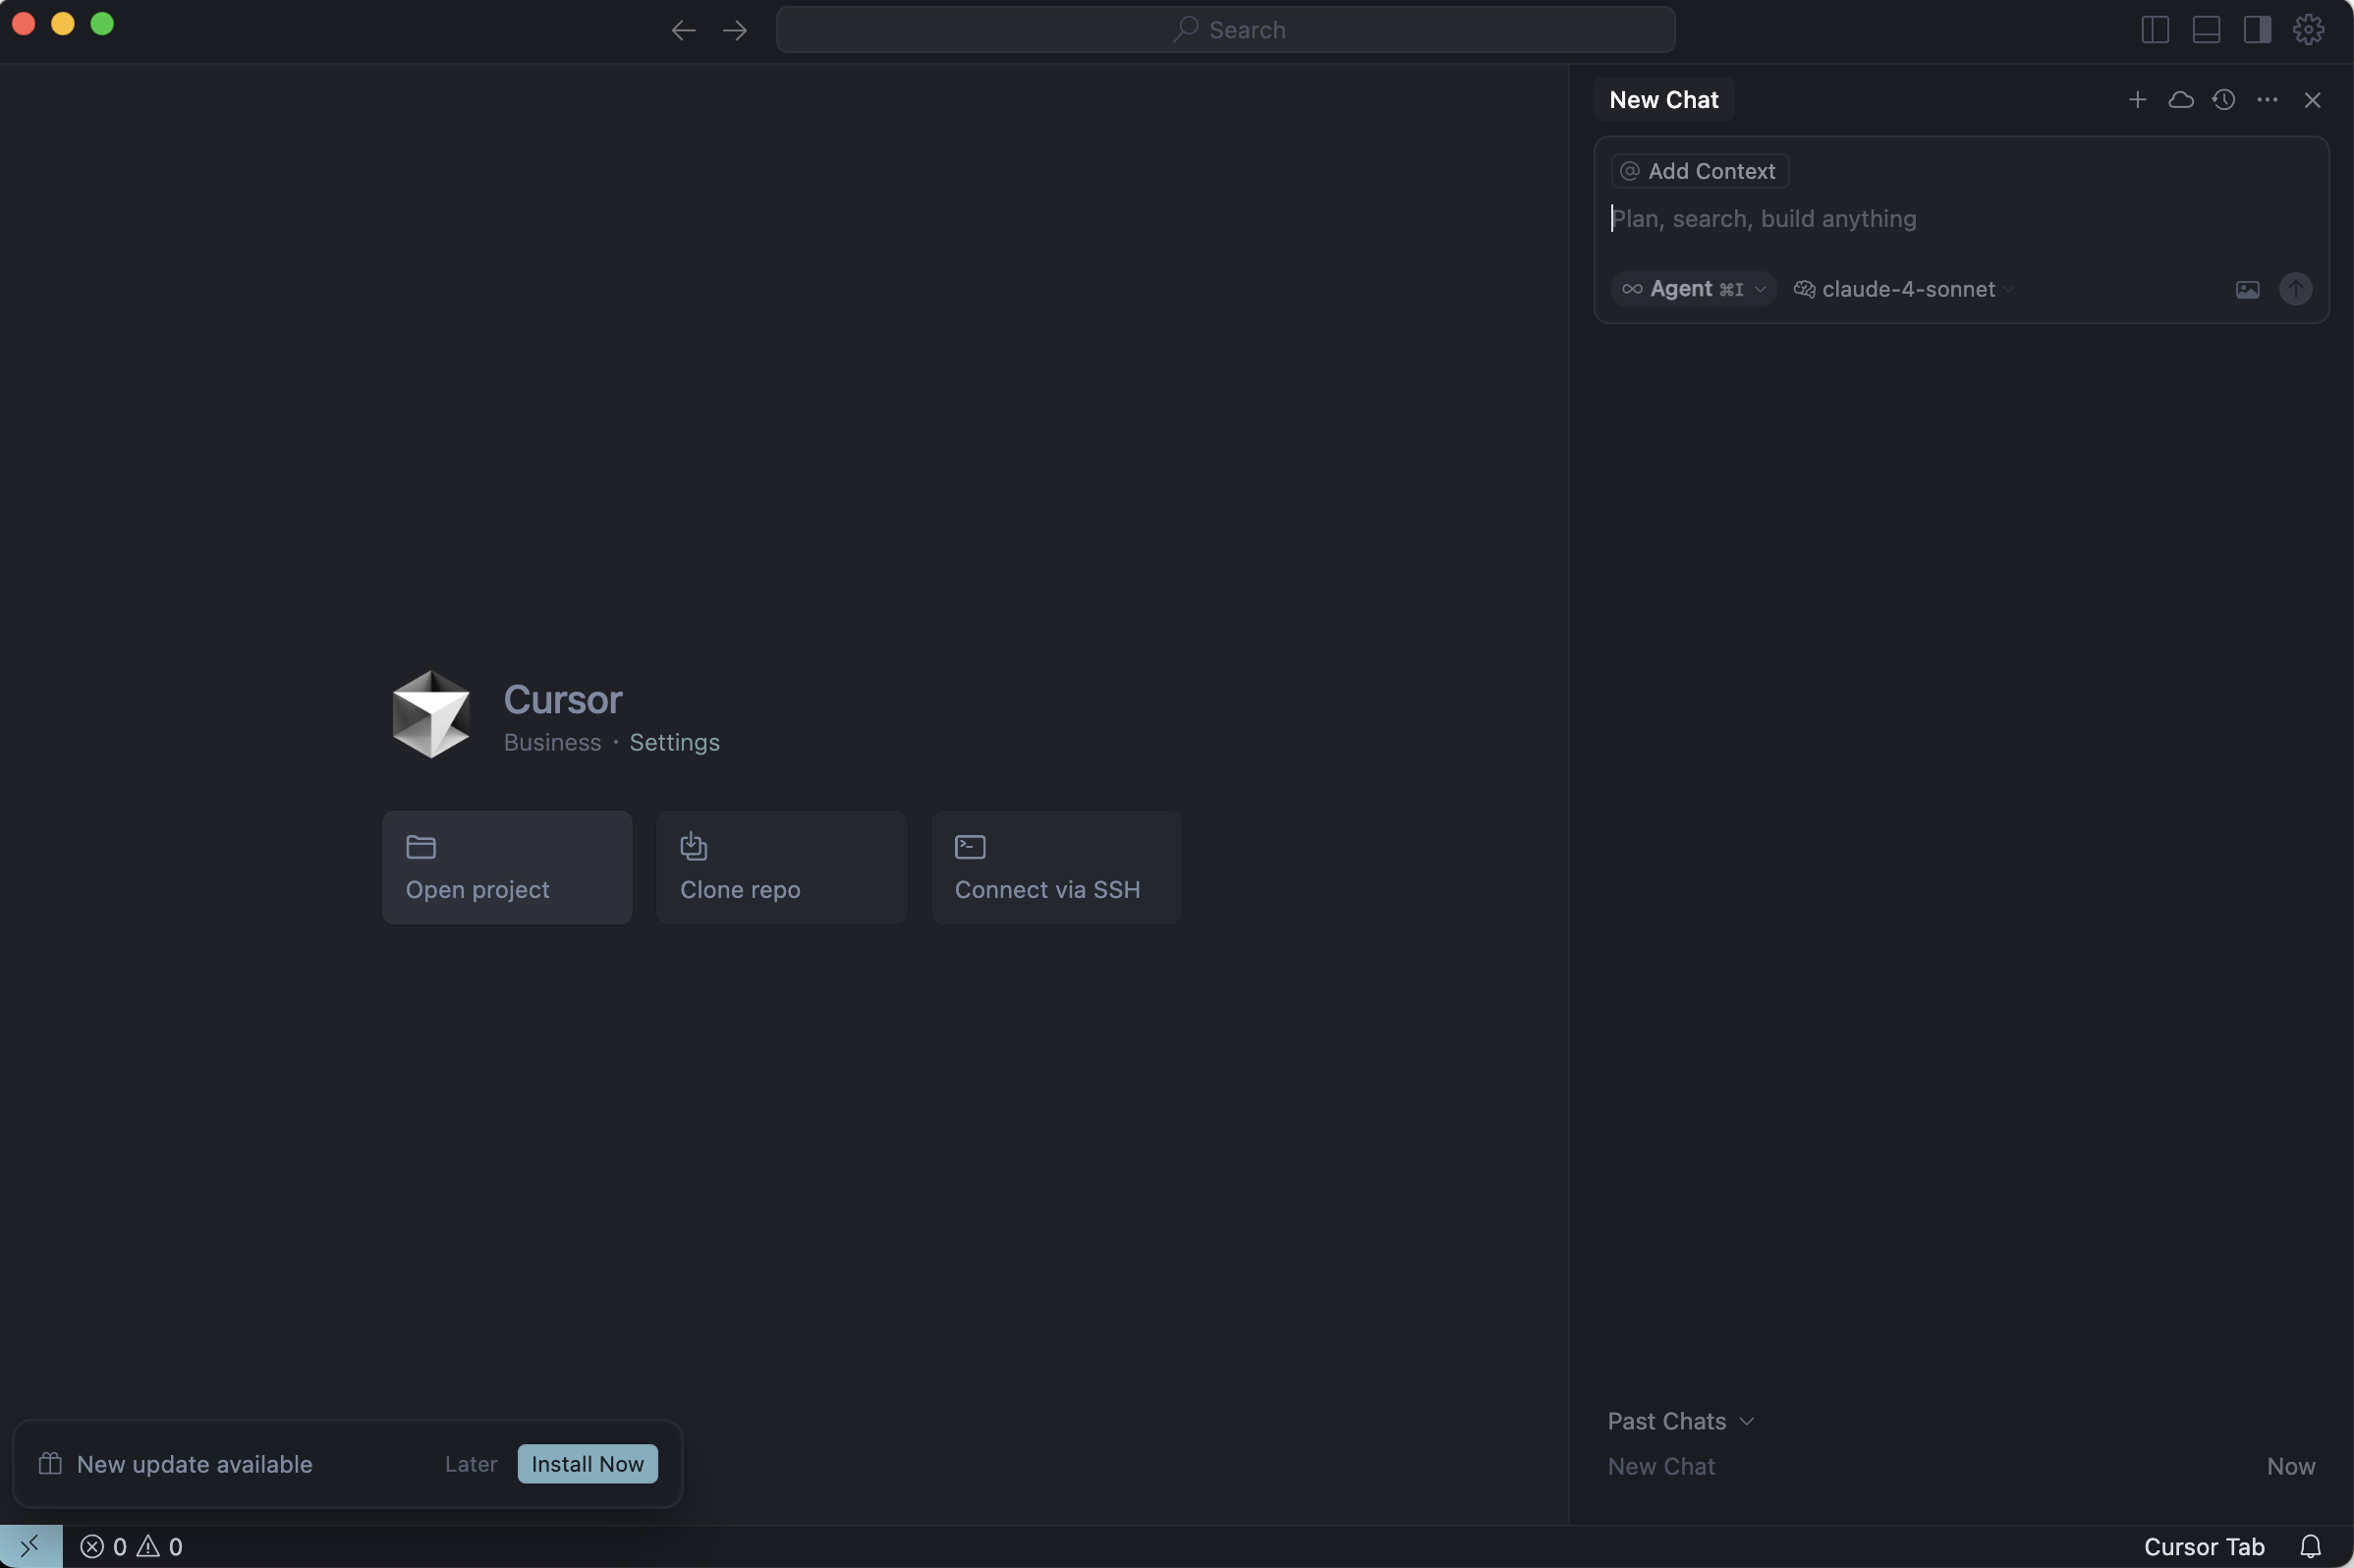 Search
New Chat
@ Add Context
Plan, search, build anything
Agent ⌘I claude-4-sonnet
Cursor
Business · Settings
Open project
Clone repo
Connect via SSH
Past Chats
New Chat Now
New update available Later Install Now
0 0
Cursor Tab